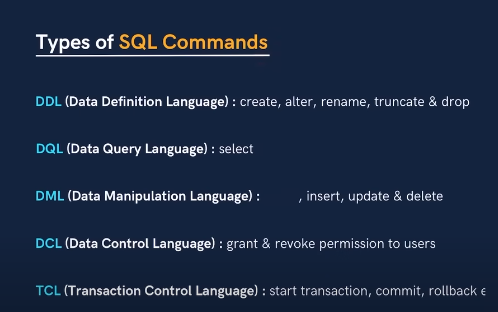 Types of SQL Commands
DDL (Data Definition Language) : create, alter, rename, truncate & drop
DQL (Data Query Language) : select
DML (Data Manipulation Language) : , insert, update & delete
DCL (Data Control Language) : grant & revoke permission to users
TCL (Transaction Control Language) : start transaction, commit, rollback